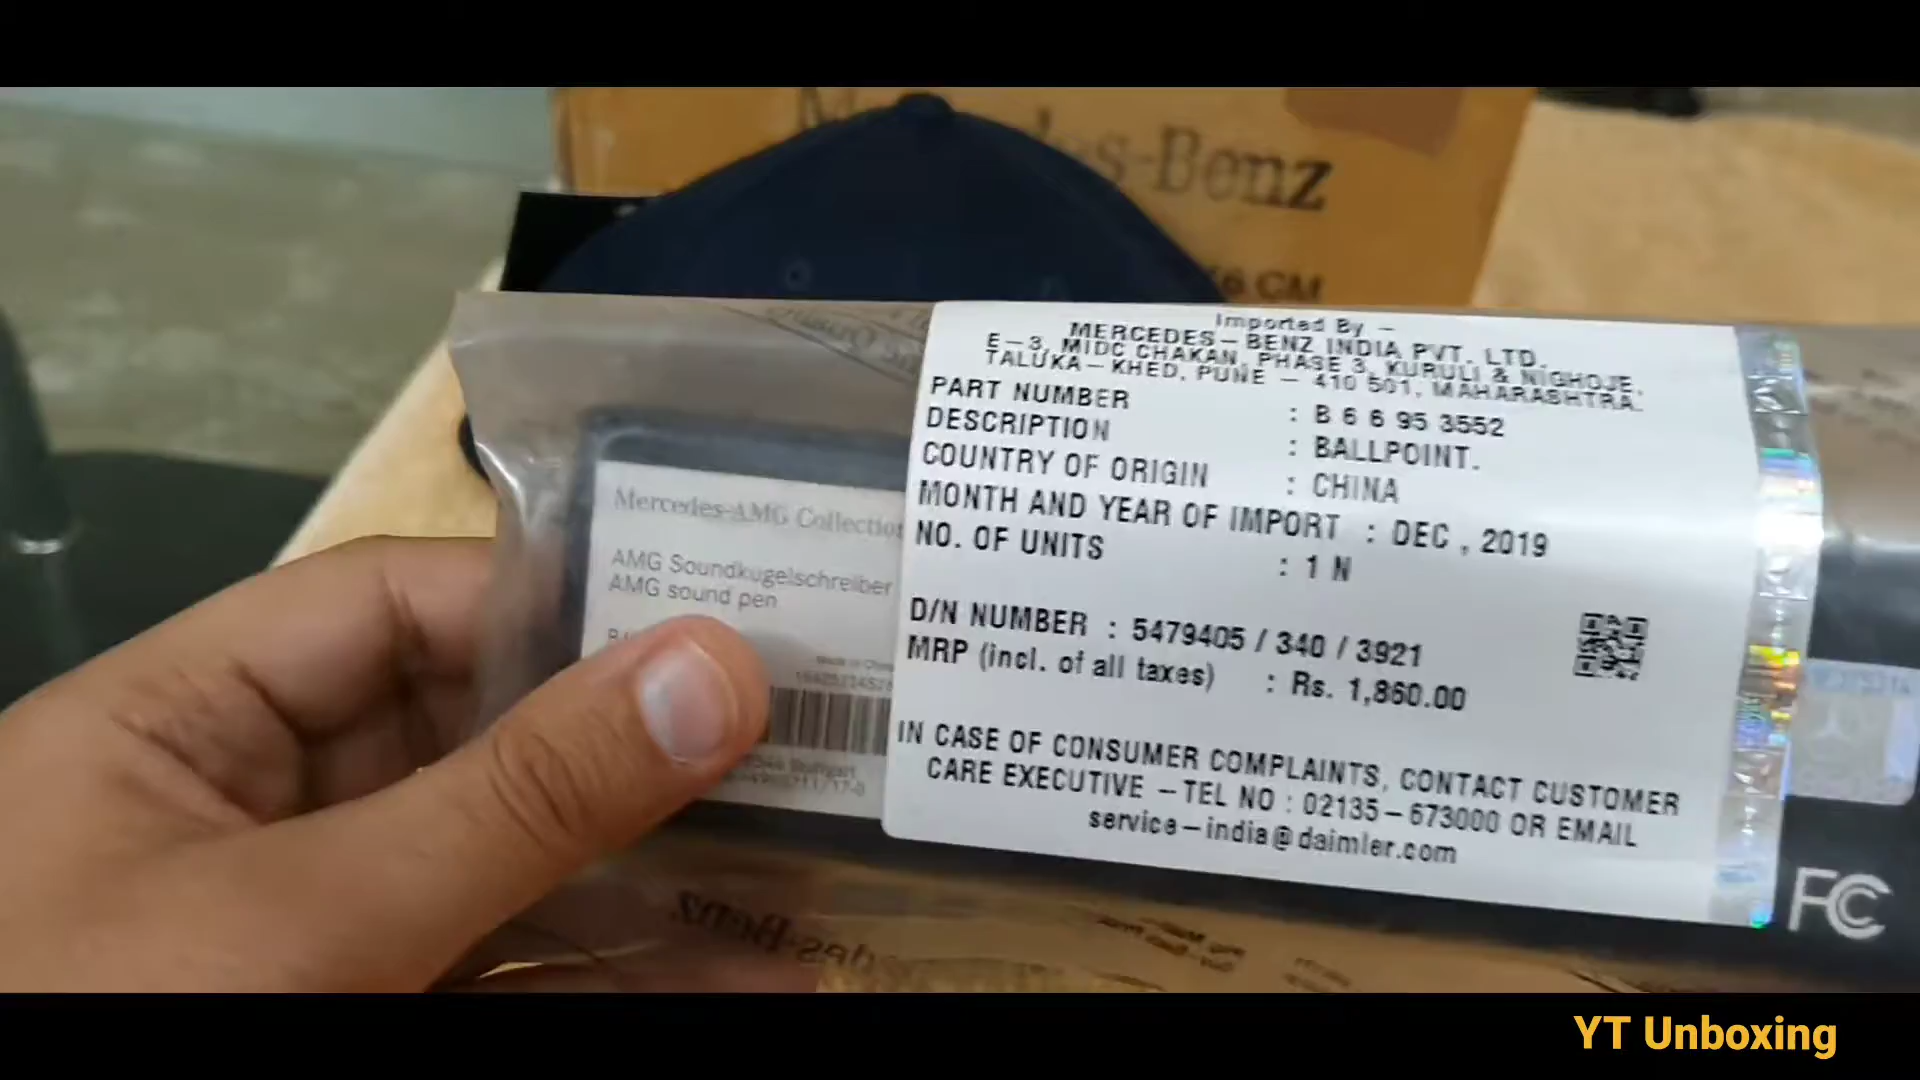 s-Benz
6 CM
Imported By –
MERCEDES – BENZ INDIA PVT. LTD.
E – 3, MIDC CHAKAN, PHASE 3, KURULI & NIGHOJE,
TALUKA – KHED, PUNE – 410 501, MAHARASHTRA.
PART NUMBER : B 6 6 95 3552
DESCRIPTION : BALLPOINT.
COUNTRY OF ORIGIN : CHINA
MONTH AND YEAR OF IMPORT : DEC , 2019
NO. OF UNITS : 1 N
D/N NUMBER : 5479405 / 340 / 3921
MRP (incl. of all taxes) : Rs. 1,860.00
IN CASE OF CONSUMER COMPLAINTS, CONTACT CUSTOMER
CARE EXECUTIVE – TEL NO : 02135 – 673000 OR EMAIL
service – india @ daimler.com
Mercedes-AMG Collection
AMG Soundkugelschreiber
AMG sound pen
Made in China
FC
YT Unboxing